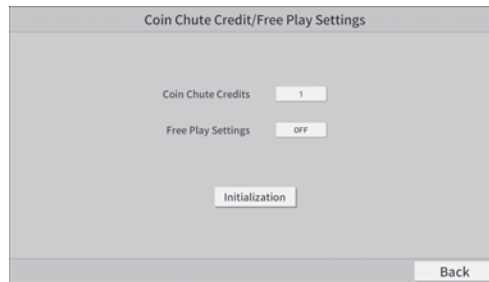 Coin Chute Credit/Free Play Settings
Coin Chute Credits 1
Free Play Settings OFF
Initialization
Back